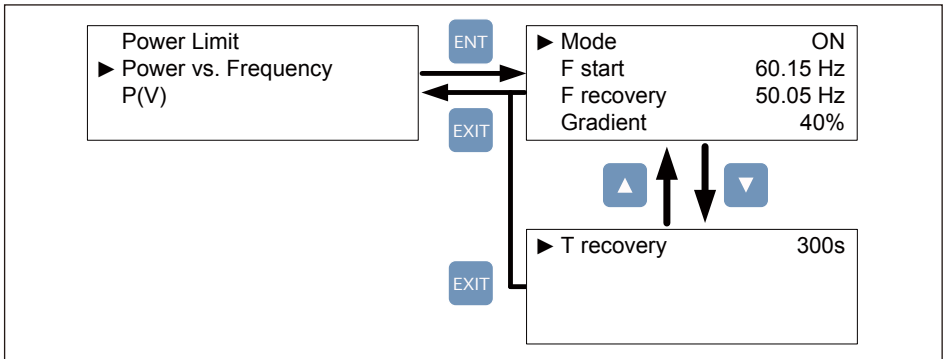 Power Limit
► Power vs. Frequency
P(V)
ENT
EXIT
► Mode ON
F start 60.15 Hz
F recovery 50.05 Hz
Gradient 40%
▲
▼
► T recovery 300s
EXIT